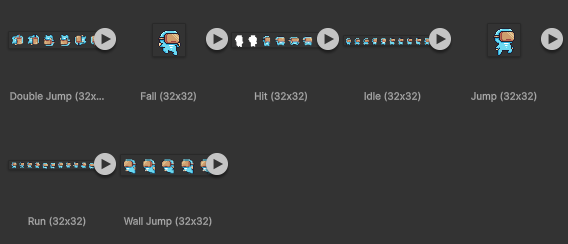 Double Jump (32x...
Fall (32x32)
Hit (32x32)
Idle (32x32)
Jump (32x32)
Run (32x32)
Wall Jump (32x32)